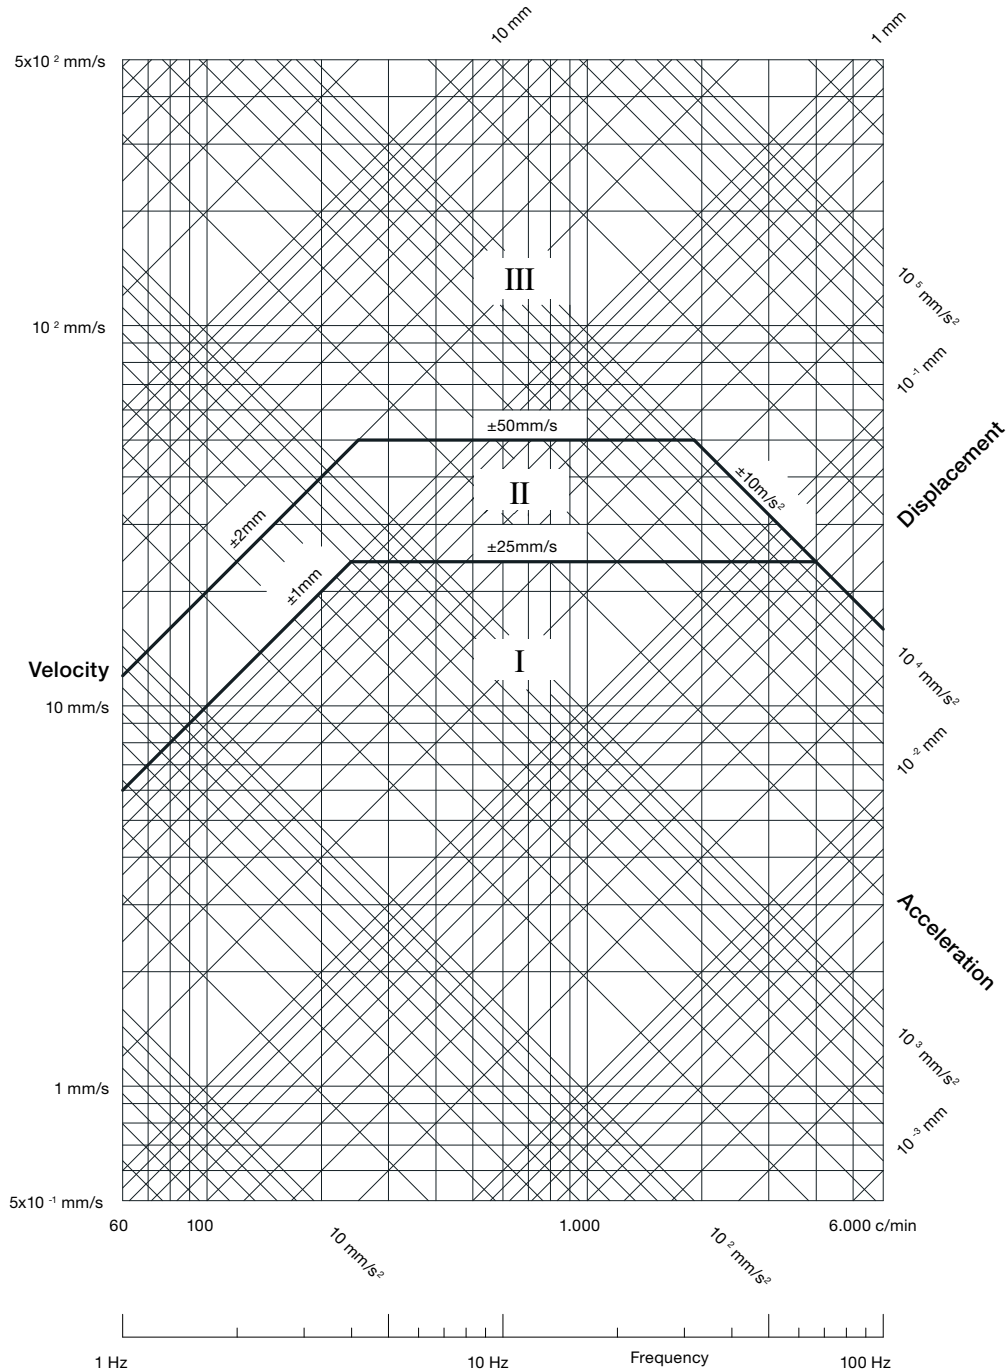 10 mm
1 mm
5x10 ² mm/s
10 ⁵ mm/s²
10 ² mm/s
10 ⁻¹ mm
III
±50mm/s
±10m/s²
Displacement
II
±2mm
±25mm/s
±1mm
Velocity
I
10 ⁴ mm/s²
10 mm/s
10 ⁻² mm
Acceleration
10 ³ mm/s²
1 mm/s
10 ⁻³ mm
5x10 ⁻¹ mm/s
60 100 1.000 6.000 c/min
10 mm/s²
10 ² mm/s²
1 Hz 10 Hz Frequency 100 Hz